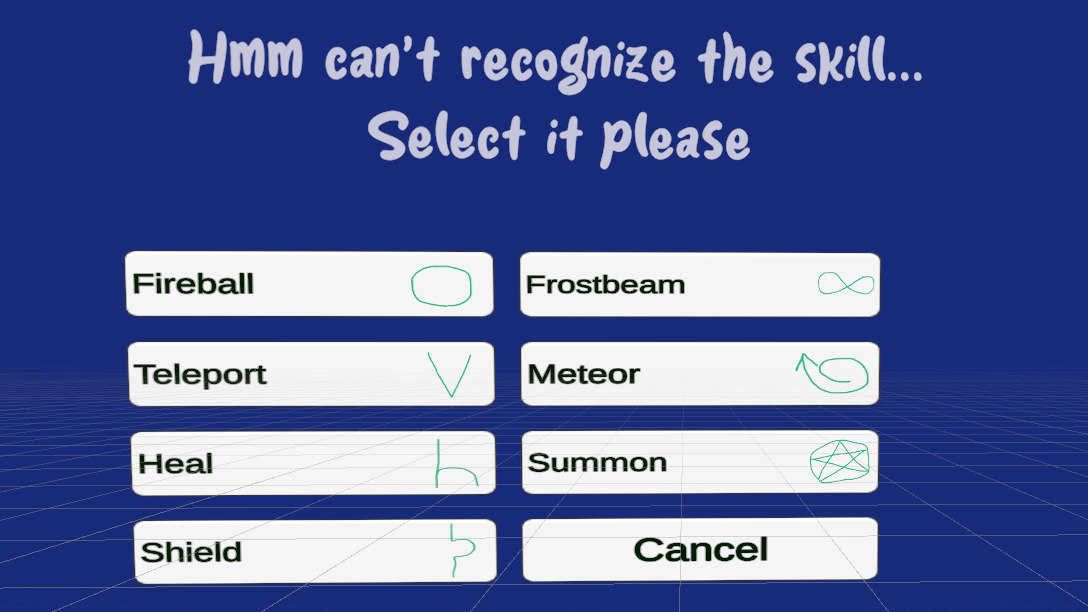 Hmm can't recognize the skill...
Select it please
Fireball
Frostbeam
Teleport
Meteor
Heal
Summon
Shield
Cancel